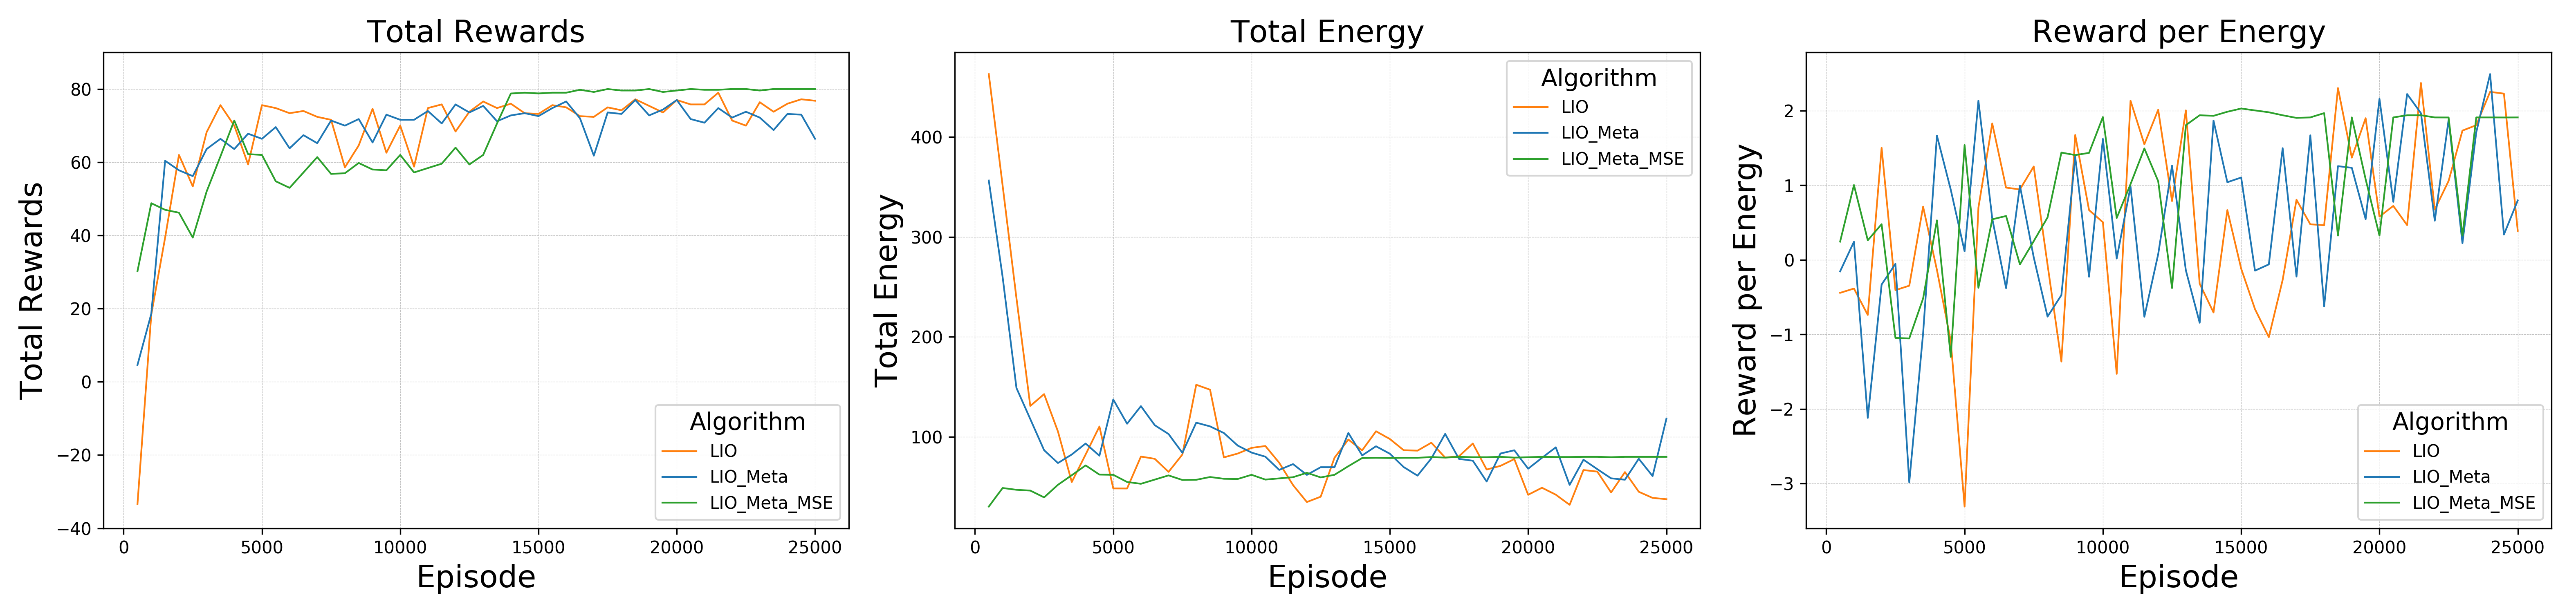 Total Rewards
Total Rewards
80
60
40
20
0
−20
−40
0
5000
10000
15000
20000
25000
Episode
Algorithm
LIO
LIO_Meta
LIO_Meta_MSE
Total Energy
Total Energy
400
300
200
100
0
5000
10000
15000
20000
25000
Episode
Algorithm
LIO
LIO_Meta
LIO_Meta_MSE
Reward per Energy
Reward per Energy
2
1
0
−1
−2
−3
0
5000
10000
15000
20000
25000
Episode
Algorithm
LIO
LIO_Meta
LIO_Meta_MSE